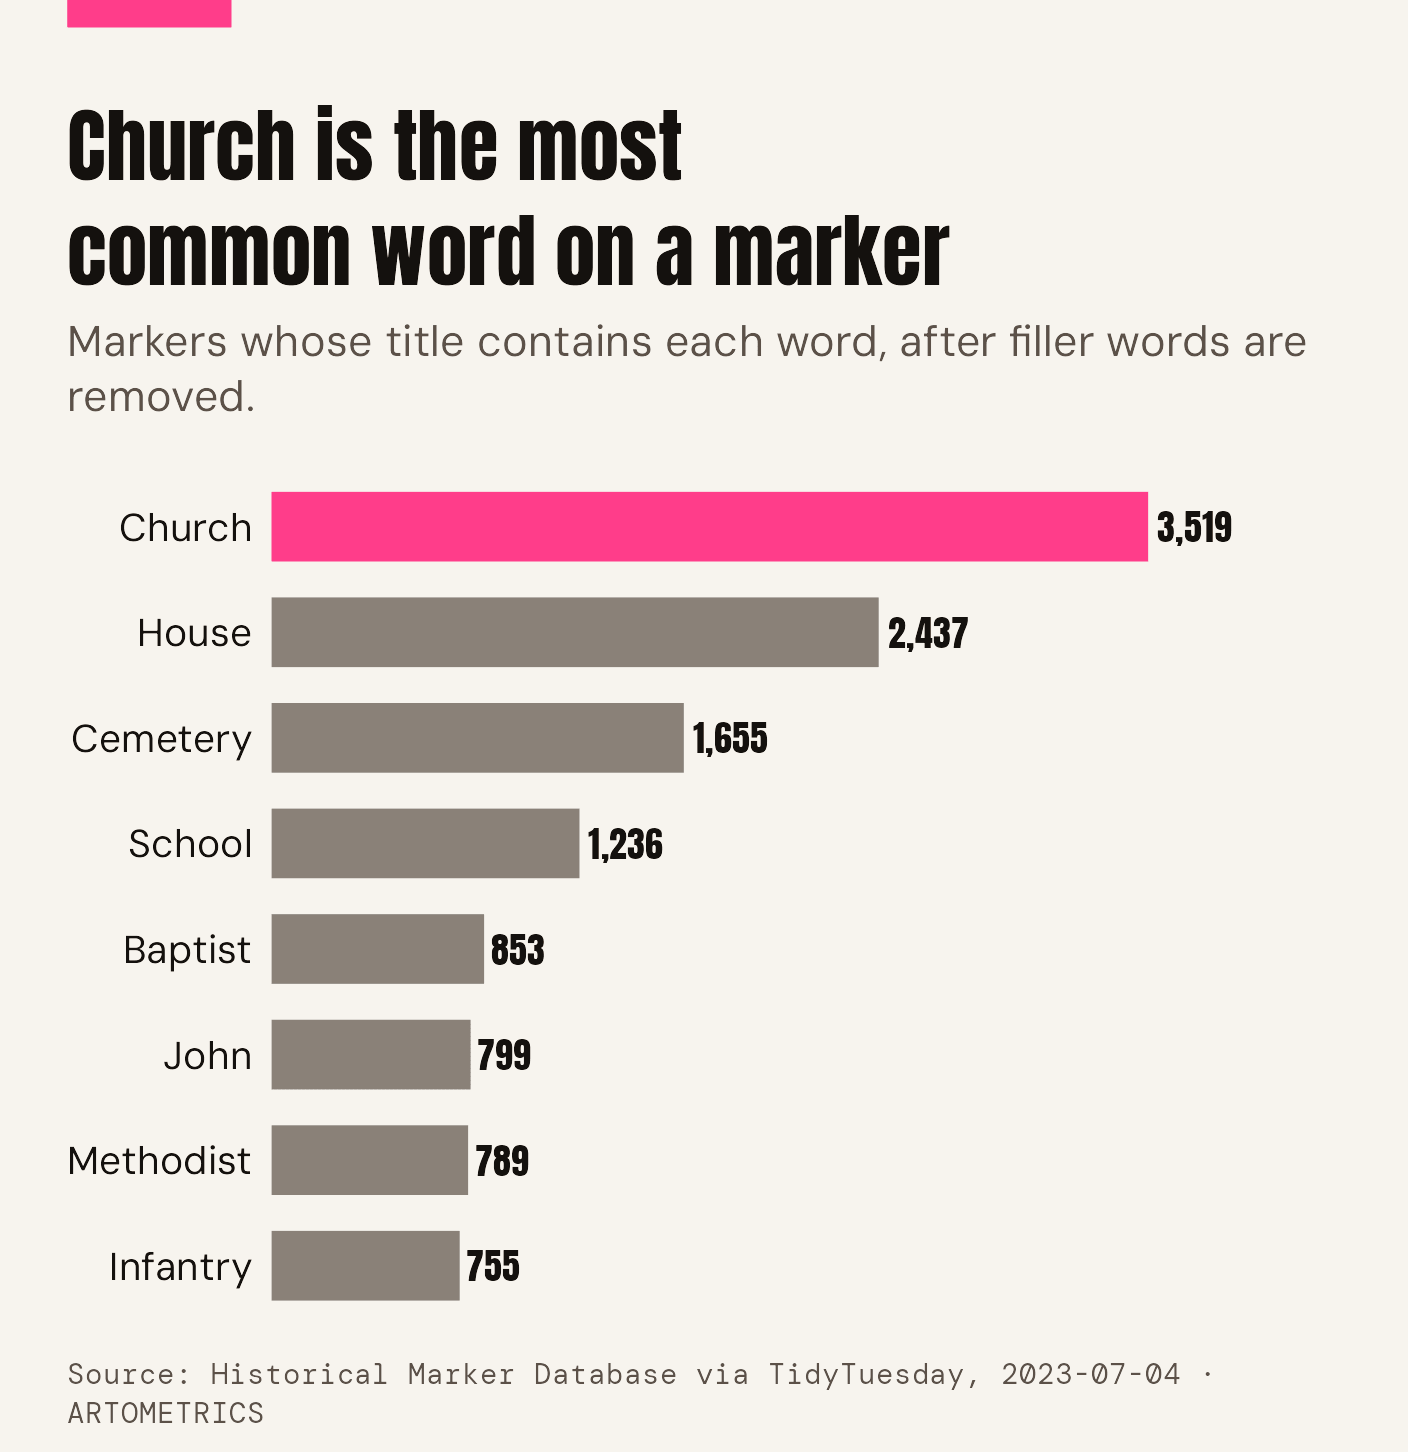 Church is the most
common word on a marker
Markers whose title contains each word, after filler words are
removed.
Church 3,519
House 2,437
Cemetery 1,655
School 1,236
Baptist 853
John 799
Methodist 789
Infantry 755
Source: Historical Marker Database via TidyTuesday, 2023-07-04 ·
ARTOMETRICS